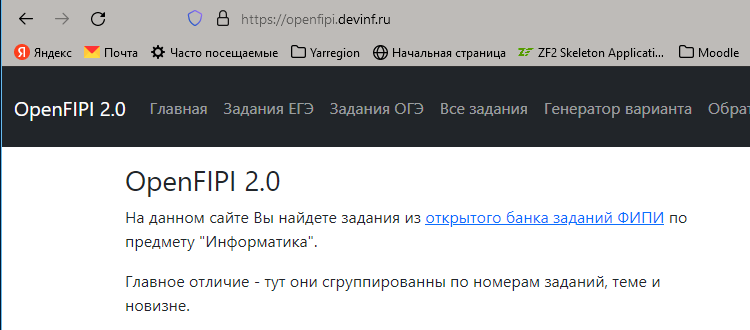 https://openfipi.devinf.ru
Яндекс Почта Часто посещаемые Yarregion Начальная страница ZF2 Skeleton Applicati... Moodle
OpenFIPI 2.0 Главная Задания ЕГЭ Задания ОГЭ Все задания Генератор варианта Обрат
OpenFIPI 2.0
На данном сайте Вы найдете задания из открытого банка заданий ФИПИ по
предмету "Информатика".
Главное отличие - тут они сгруппированны по номерам заданий, теме и
новизне.